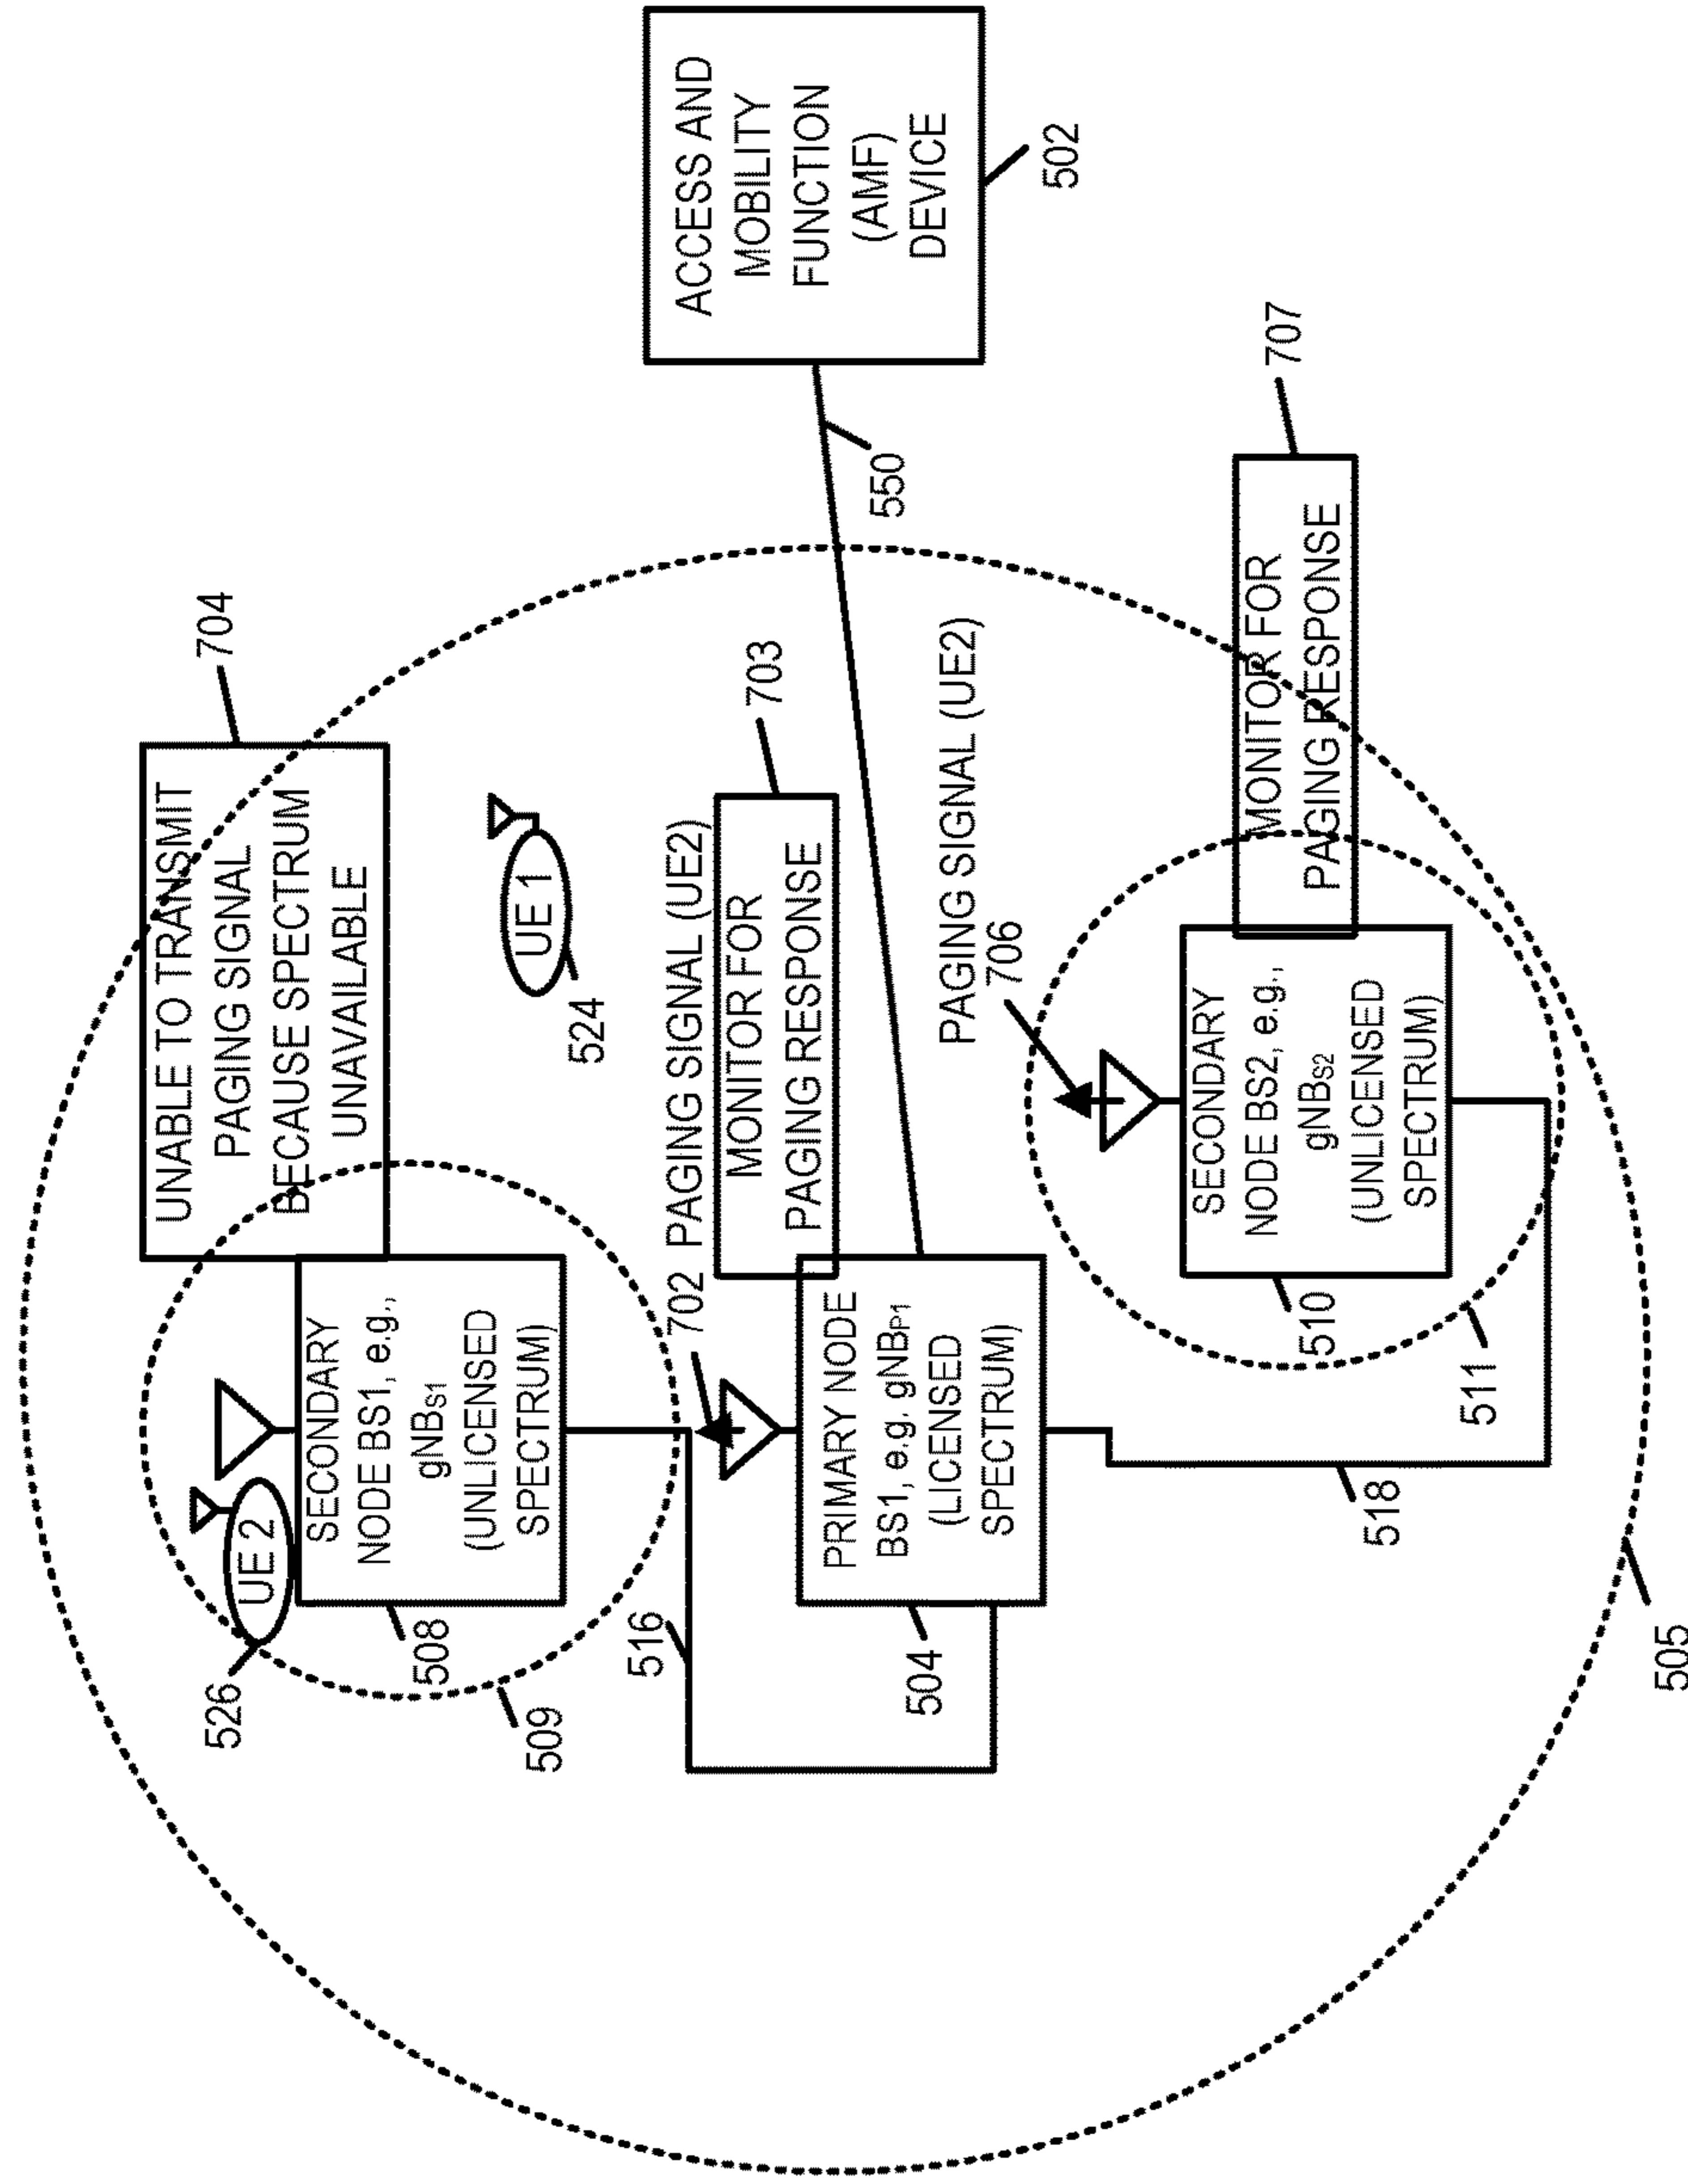 704
UNABLE TO TRANSMIT
PAGING SIGNAL
BECAUSE SPECTRUM
UNAVAILABLE
526
UE 2
508
SECONDARY
NODE BS1, e.g.,
gNBS1
(UNLICENSED
SPECTRUM)
509
UE 1
524
516
702 PAGING SIGNAL (UE2)
703
MONITOR FOR
PAGING RESPONSE
504
PRIMARY NODE
BS1, e.g. gNBP1
(LICENSED
SPECTRUM)
550
ACCESS AND
MOBILITY
FUNCTION
(AMF)
DEVICE
502
PAGING SIGNAL (UE2)
706
707
MONITOR FOR
PAGING RESPONSE
SECONDARY
NODE BS2, e.g.,
gNBS2
(UNLICENSED
SPECTRUM)
510
511
518
505